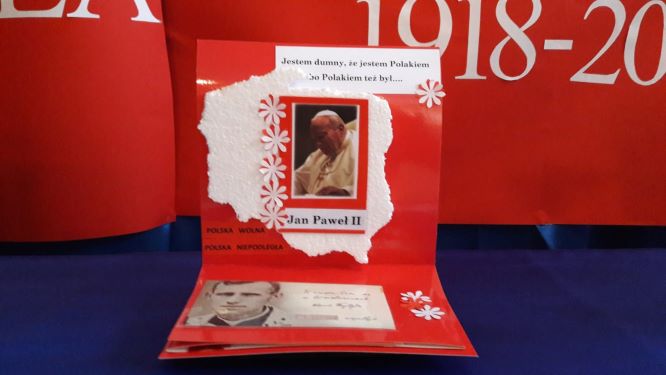 1918-20
Jestem dumny, że jestem Polakiem
bo Polakiem też był....
Jan Paweł II
POLSKA WOLNA
POLSKA NIEPODLEGŁA